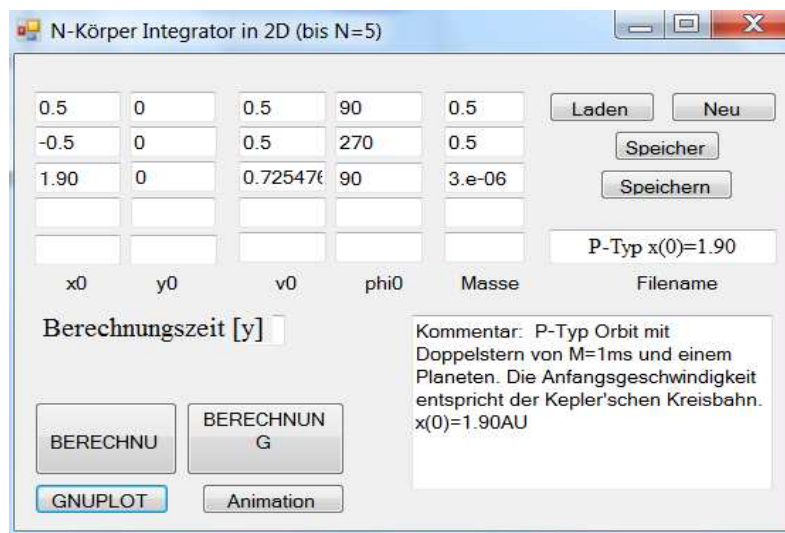 N-Körper Integrator in 2D (bis N=5)
0.5 0 0.5 90 0.5 Laden Neu
-0.5 0 0.5 270 0.5 Speicher
1.90 0 0.725476 90 3.e-06 Speichern
P-Typ x(0)=1.90
x0 y0 v0 phi0 Masse Filename
Berechnungszeit [y]
Kommentar: P-Typ Orbit mit
Doppelstern von M=1ms und einem
Planeten. Die Anfangsgeschwindigkeit
entspricht der Kepler'schen Kreisbahn.
x(0)=1.90AU
BERECHNU
BERECHNUN
G
GNUPLOT Animation